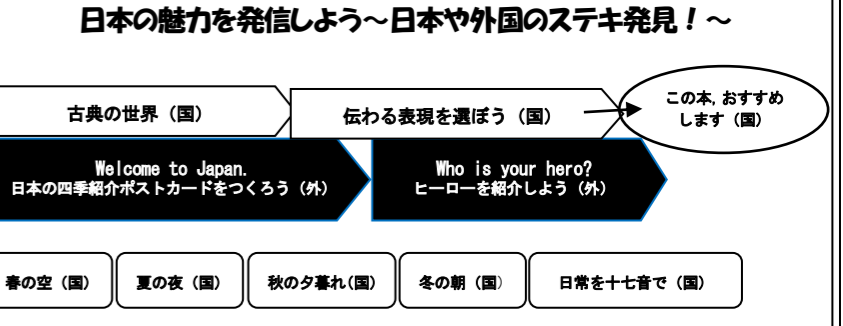 日本の魅力を発信しよう～日本や外国のステキ発見！～
古典の世界（国）
伝わる表現を選ぼう（国）
この本，おすすめ
します（国）
Welcome to Japan.
日本の四季紹介ポストカードをつくろう（外）
Who is your hero?
ヒーローを紹介しよう（外）
春の空（国）
夏の夜（国）
秋の夕暮れ（国）
冬の朝（国）
日常を十七音で（国）